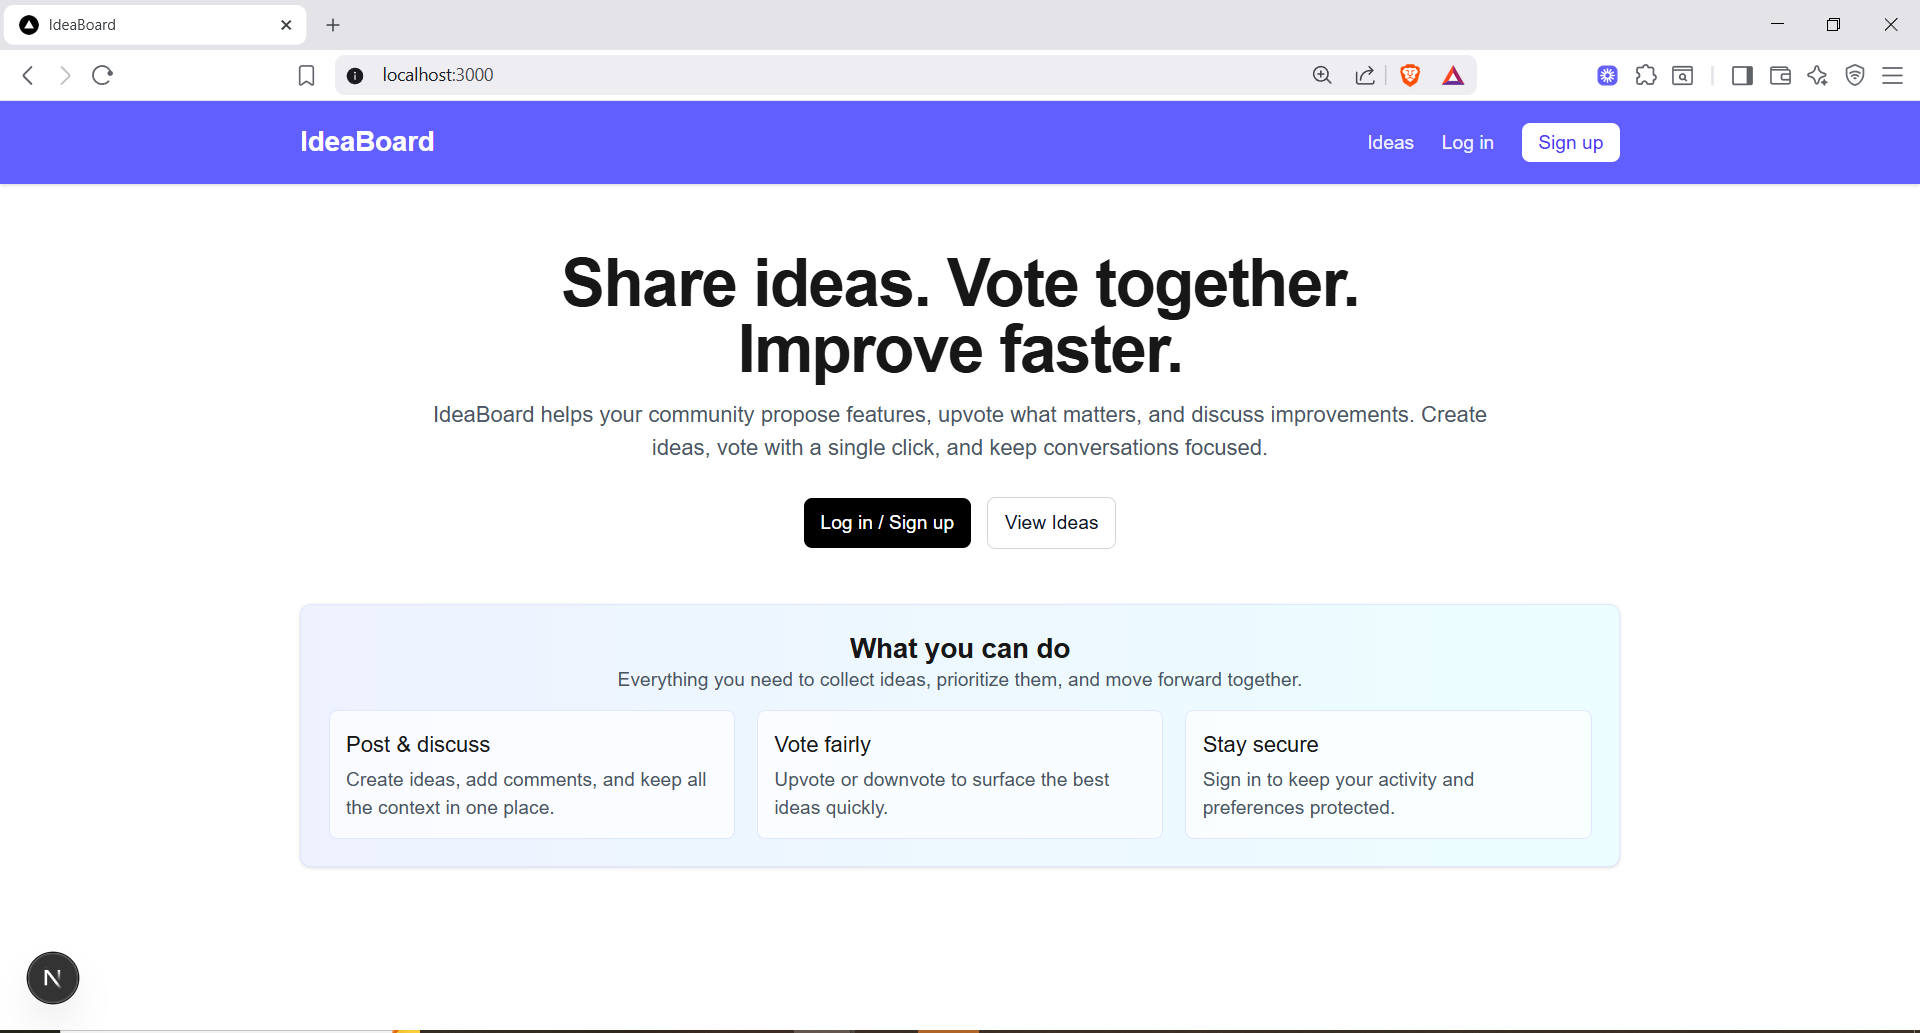 IdeaBoard
localhost:3000
IdeaBoard
Ideas
Log in
Sign up
Share ideas. Vote together.
Improve faster.
IdeaBoard helps your community propose features, upvote what matters, and discuss improvements. Create
ideas, vote with a single click, and keep conversations focused.
Log in / Sign up
View Ideas
What you can do
Everything you need to collect ideas, prioritize them, and move forward together.
Post & discuss
Create ideas, add comments, and keep all
the context in one place.
Vote fairly
Upvote or downvote to surface the best
ideas quickly.
Stay secure
Sign in to keep your activity and
preferences protected.
N